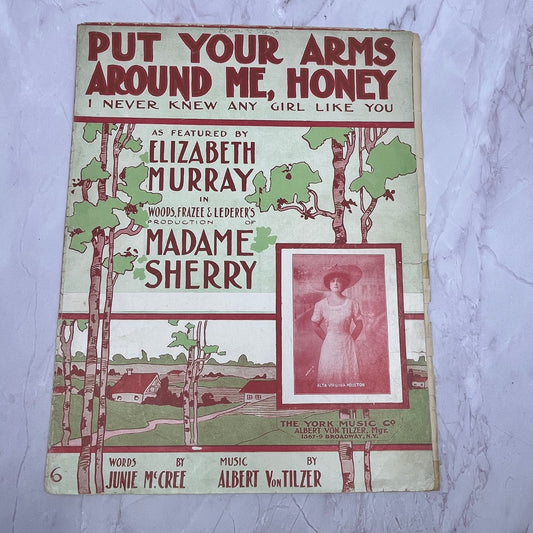 PUT YOUR ARMS
AROUND ME, HONEY
I NEVER KNEW ANY GIRL LIKE YOU
AS FEATURED BY
ELIZABETH
MURRAY
IN
WOODS, FRAZEE & LEDERER'S
PRODUCTION OF
MADAME
SHERRY
ALTA VIRGINIA HOULTON
THE YORK MUSIC CO
ALBERT VON TILZER, Mgr.
1367-9 BROADWAY, N.Y.
WORDS BY
JUNIE McCREE
MUSIC BY
ALBERT VON TILZER
6